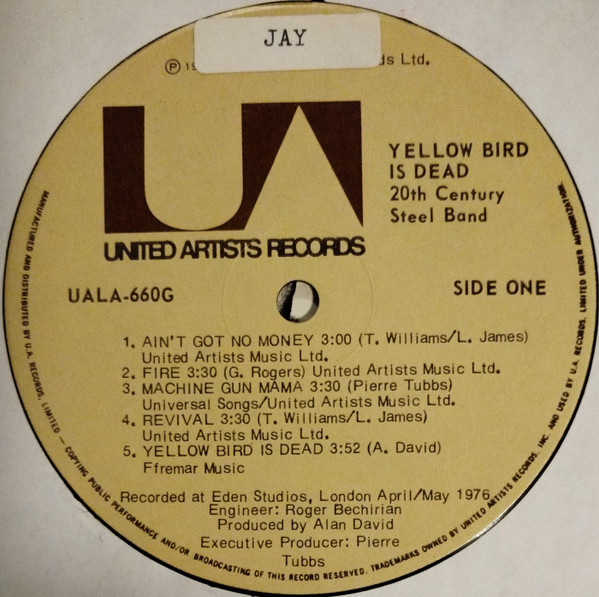 JAY
Ⓟ 19
ds Ltd.
UA
UNITED ARTISTS RECORDS
YELLOW BIRD
IS DEAD
20th Century
Steel Band
UALA-660G
SIDE ONE
1. AIN'T GOT NO MONEY 3:00 (T. Williams/L. James)
United Artists Music Ltd.
2. FIRE 3:30 (G. Rogers) United Artists Music Ltd.
3. MACHINE GUN MAMA 3:30 (Pierre Tubbs)
Universal Songs/United Artists Music Ltd.
4. REVIVAL 3:30 (T. Williams/L. James)
United Artists Music Ltd.
5. YELLOW BIRD IS DEAD 3:52 (A. David)
Ffremar Music
Recorded at Eden Studios, London April/May 1976
Engineer: Roger Bechirian
Produced by Alan David
Executive Producer: Pierre
Tubbs
MANUFACTURED AND DISTRIBUTED BY U.A. RECORDS, LIMITED — COPYING PUBLIC PERFORMANCE AND/OR BROADCASTING OF THIS RECORD RESERVED. TRADEMARKS OWNED BY UNITED ARTISTS RECORDS, INC. AND USED BY U.A. RECORDS, LIMITED UNDER AUTHORIZATION.